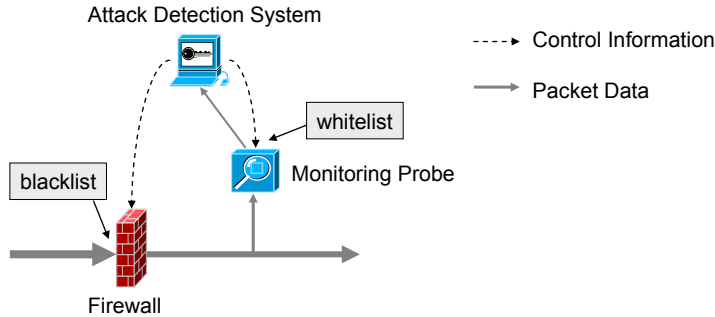 Attack Detection System
Control Information
Packet Data
whitelist
Monitoring Probe
blacklist
Firewall